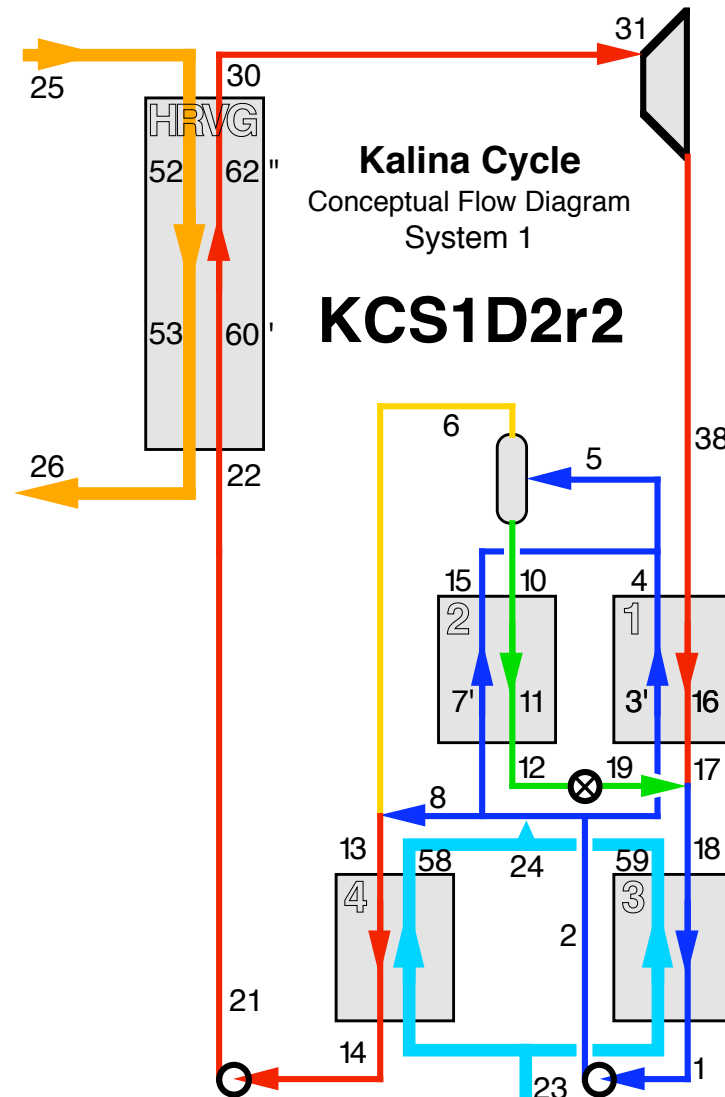 31
25
30
HRVG
52 62 "
Kalina Cycle
Conceptual Flow Diagram
System 1
KCS1D2r2
53 60 '
6
38
5
26
22
15 10 4
2 1
7' 11 3' 16
12 19 17
8
13 58 24 59 18
4 3
2
21
14 1
23